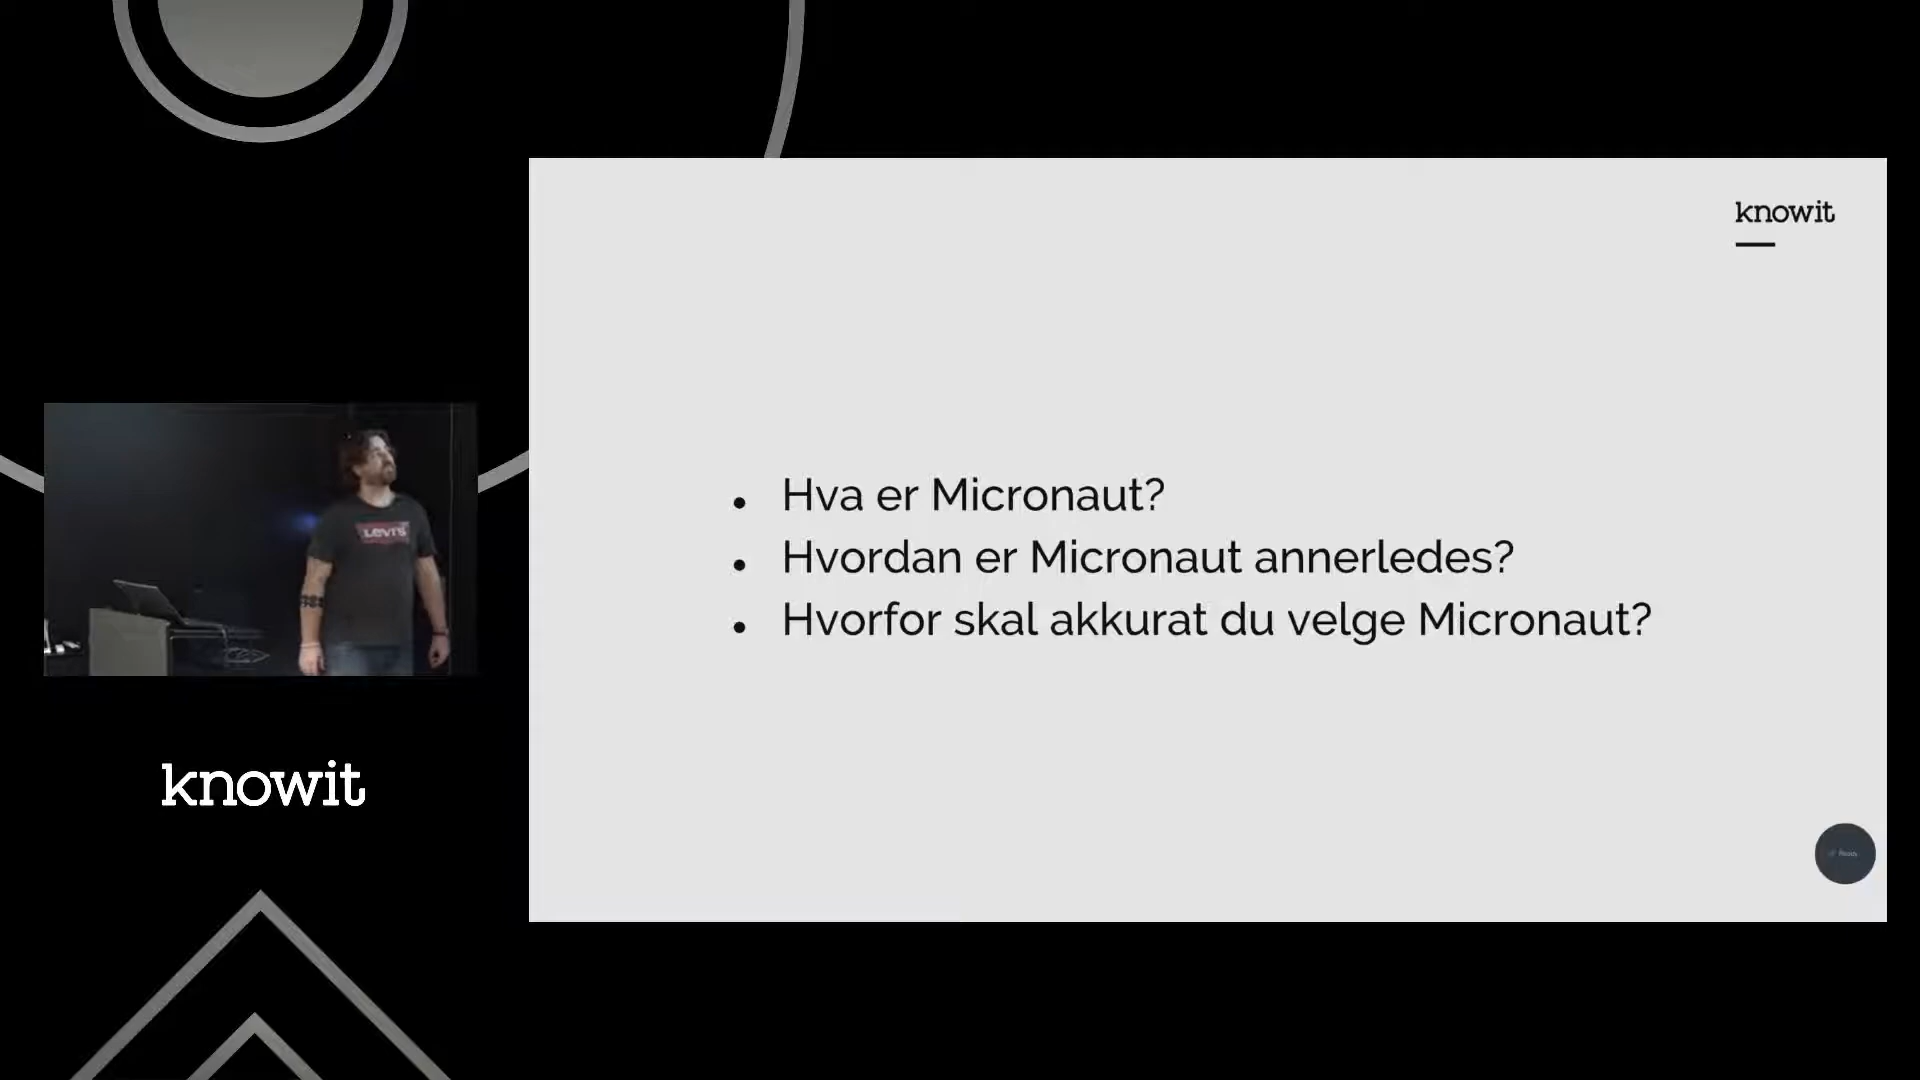 knowit
• Hva er Micronaut?
• Hvordan er Micronaut annerledes?
• Hvorfor skal akkurat du velge Micronaut?
LEVI'S
knowit